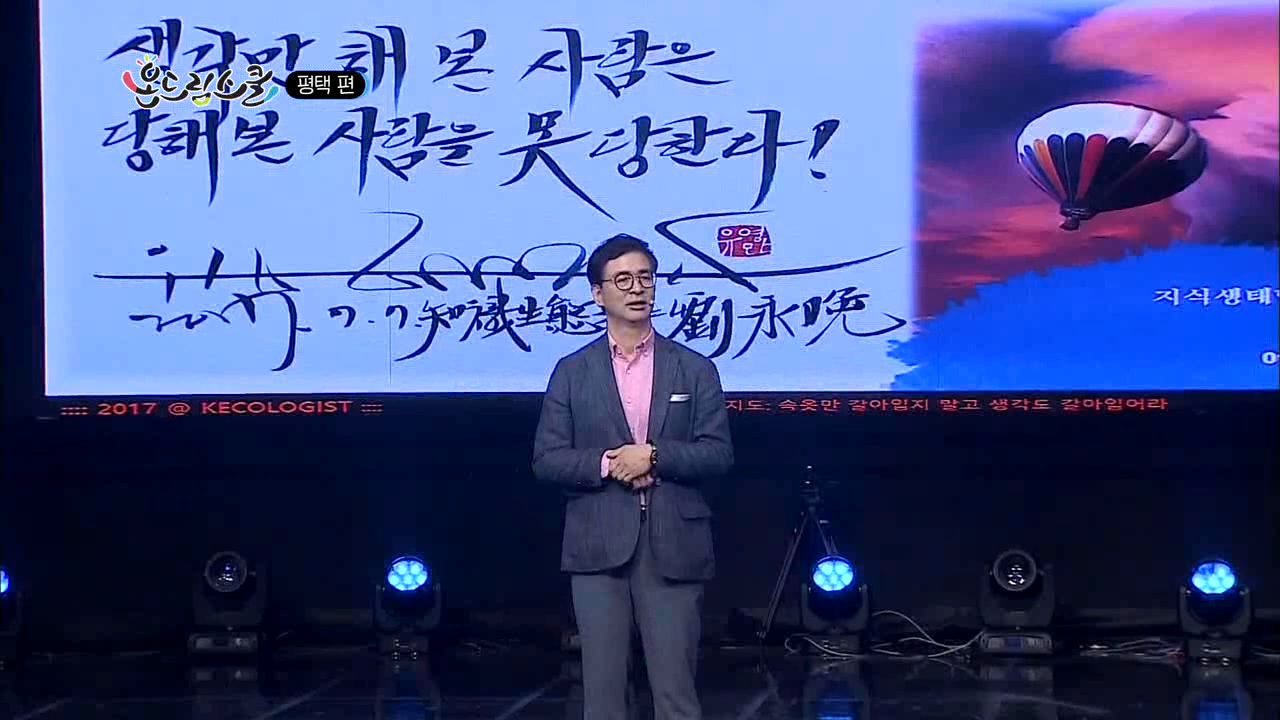 생각만 해 본 사람은
온드림스쿨 평택 편
당해본 사람을 못 당한다!
유영만
2017. 7. 7. 知識生態 劉永晩
지식생태
:::: 2017 @ KECOLOGIST ::::
지도: 속옷만 갈아입지 말고 생각도 갈아입어라